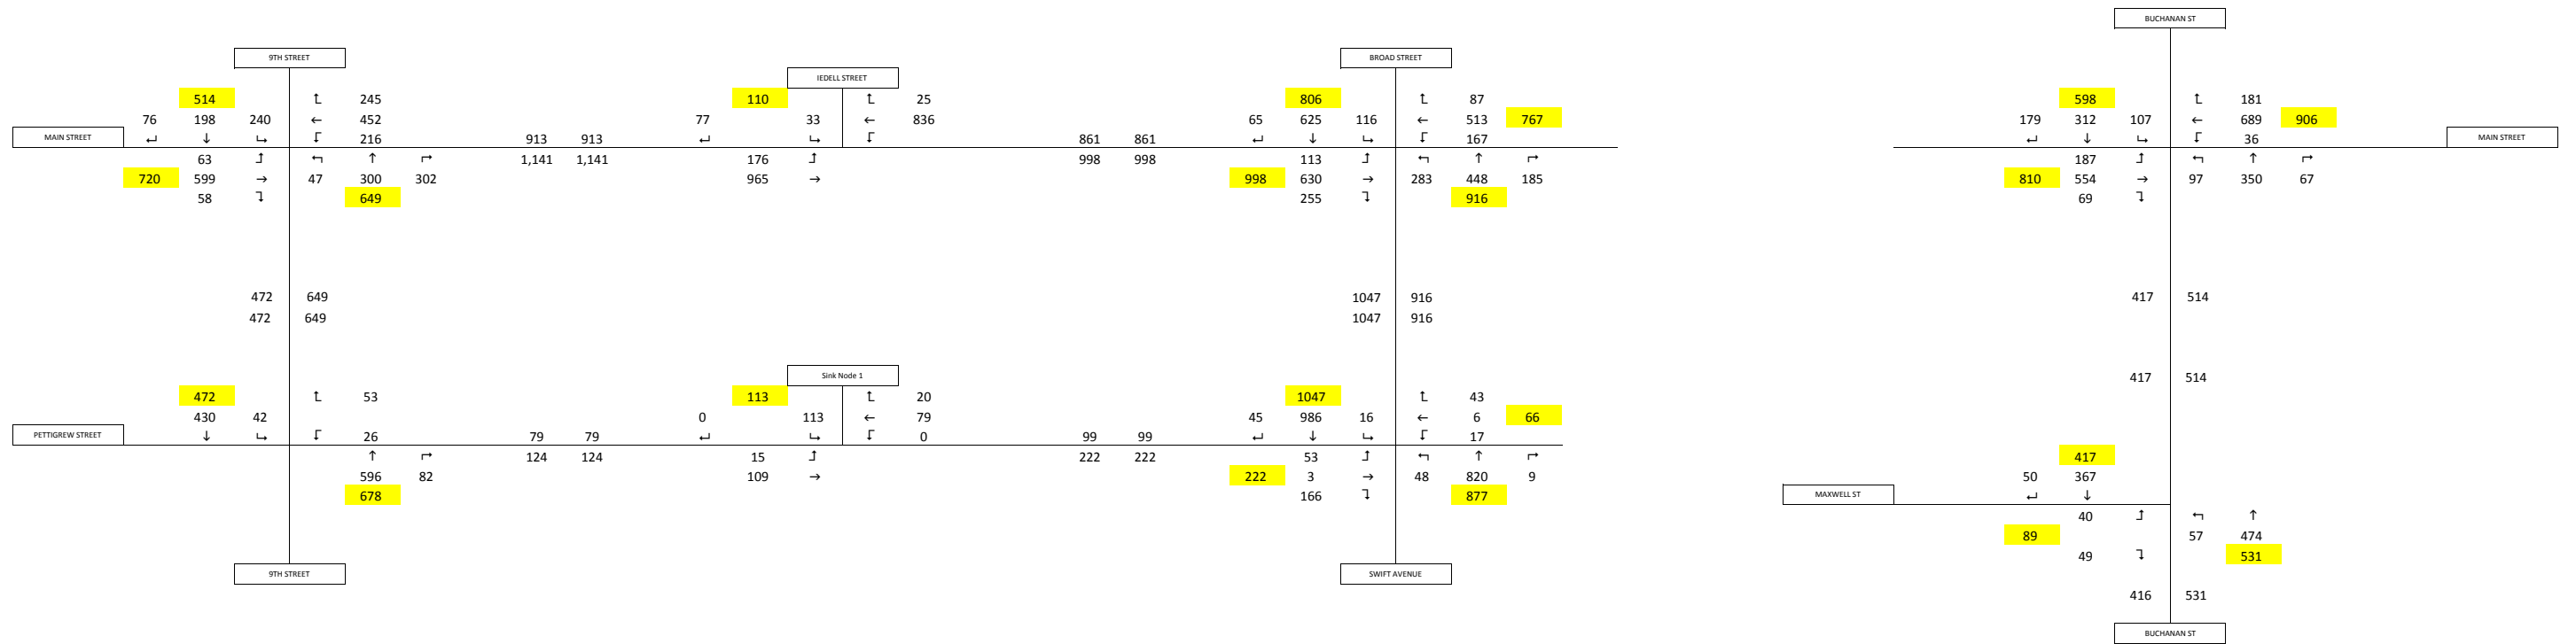 BUCHANAN ST
9TH STREET BROAD STREET
IEDELL STREET
514 ↿ 245 110 ↿ 25 806 ↿ 87 598 ↿ 181
76 198 240 ← 452 77 33 ← 836 65 625 116 ← 513 767 179 312 107 ← 689 906
MAIN STREET ↵ ↓ ↳ ↧ 216 913 913 ↵ ↳ ↧ 861 861 ↵ ↓ ↳ ↧ 167 ↵ ↓ ↳ ↧ 36 MAIN STREET
63 ↥ ↰ ↑ ↱ 1,141 1,141 176 ↥ 998 998 113 ↥ ↰ ↑ ↱ 187 ↥ ↰ ↑ ↱
720 599 → 47 300 302 965 → 998 630 → 283 448 185 810 554 → 97 350 67
58 ↴ 649 255 ↴ 916 69 ↴
472 649 1047 916 417 514
472 649 1047 916
Sink Node 1 417 514
472 ↿ 53 113 ↿ 20 1047 ↿ 43
430 42 0 113 ← 79 45 986 16 ← 6 66
PETTIGREW STREET ↓ ↳ ↧ 26 79 79 ↵ ↳ ↧ 0 99 99 ↵ ↓ ↳ ↧ 17
↑ ↱ 124 124 15 ↥ 222 222 53 ↥ ↰ ↑ ↱ 417
596 82 109 → 222 3 → 48 820 9 50 367
678 166 ↴ 877 MAXWELL ST ↵ ↓
40 ↥ ↰ ↑
89 57 474
49 ↴ 531
9TH STREET SWIFT AVENUE
416 531
BUCHANAN ST